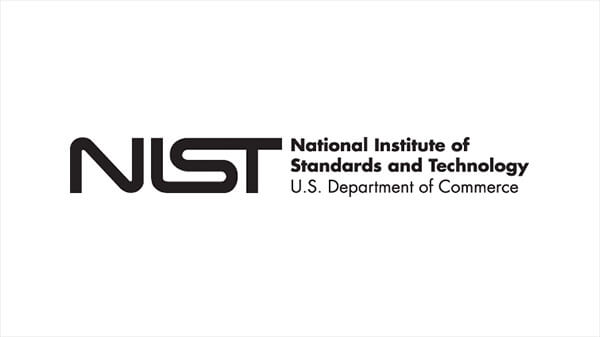 NIST
National Institute of
Standards and Technology
U.S. Department of Commerce